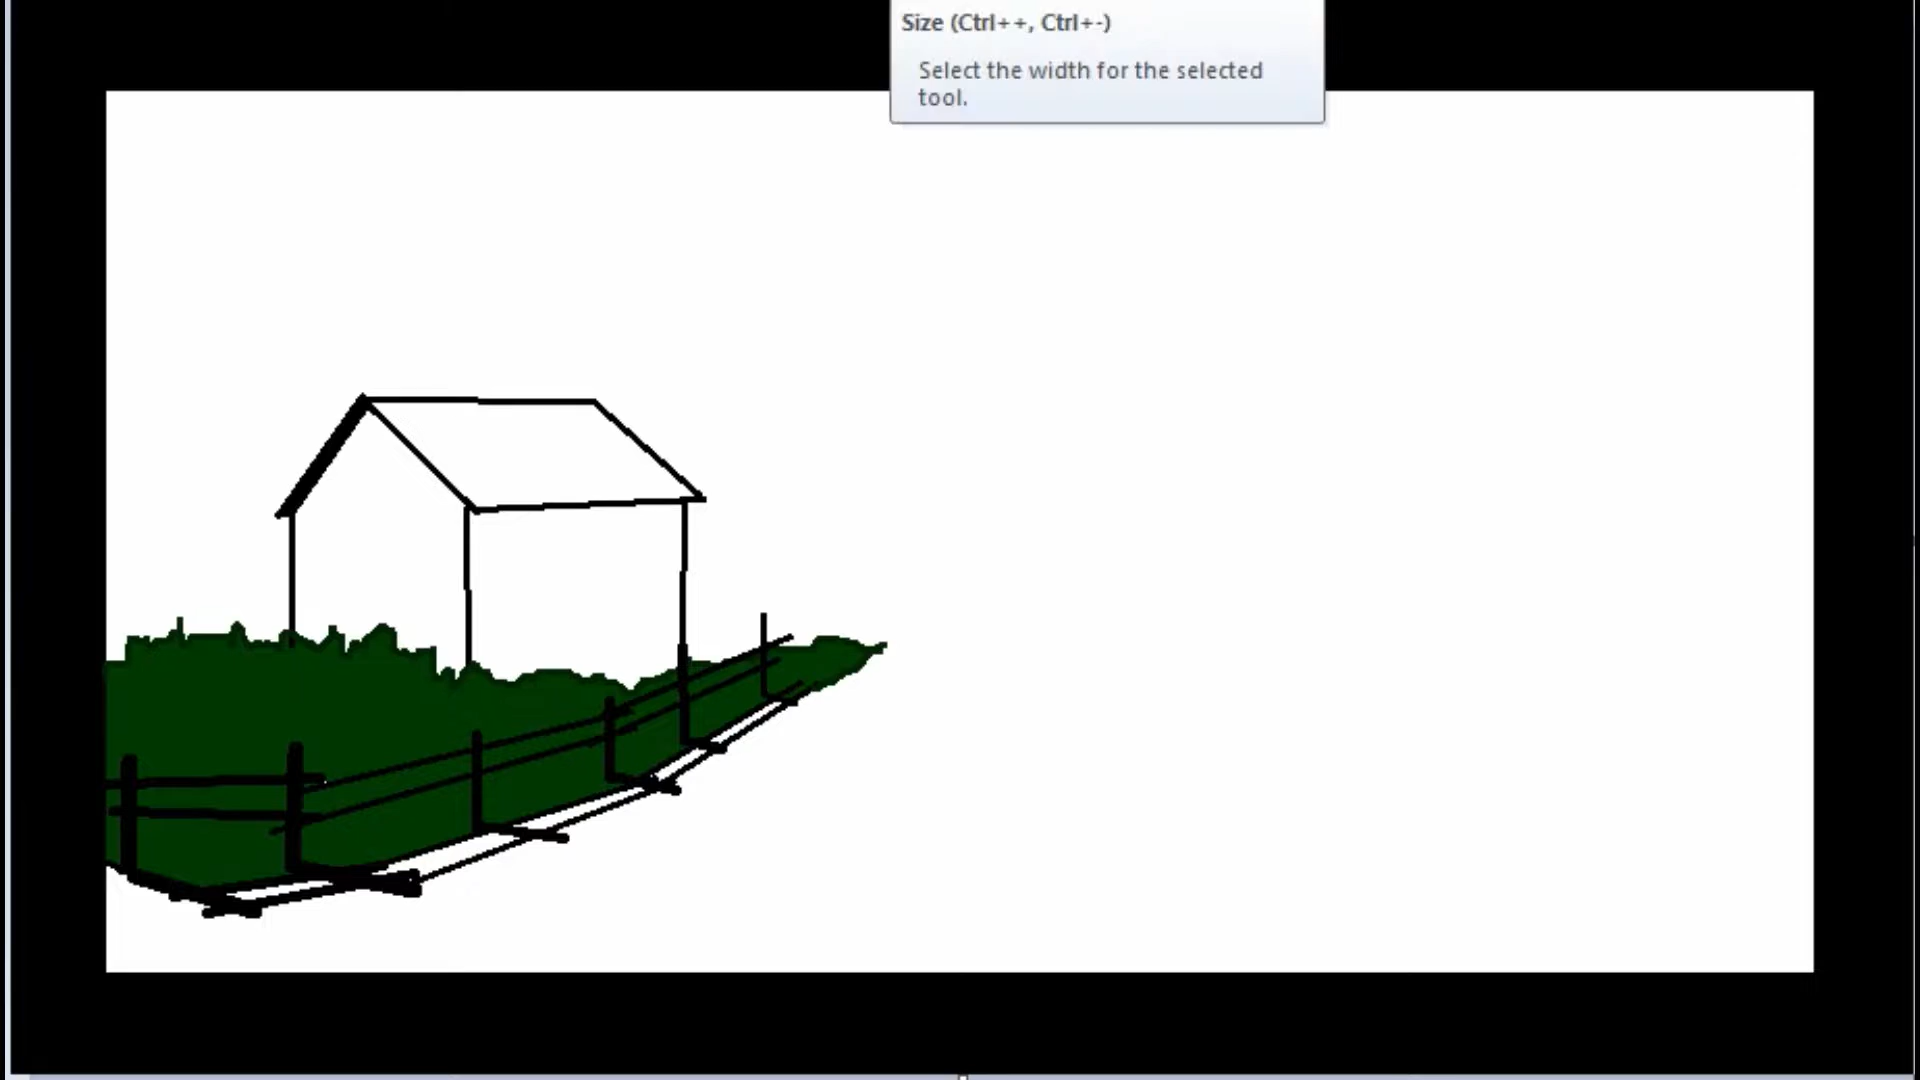 Size (Ctrl++, Ctrl+-)
Select the width for the selected
tool.